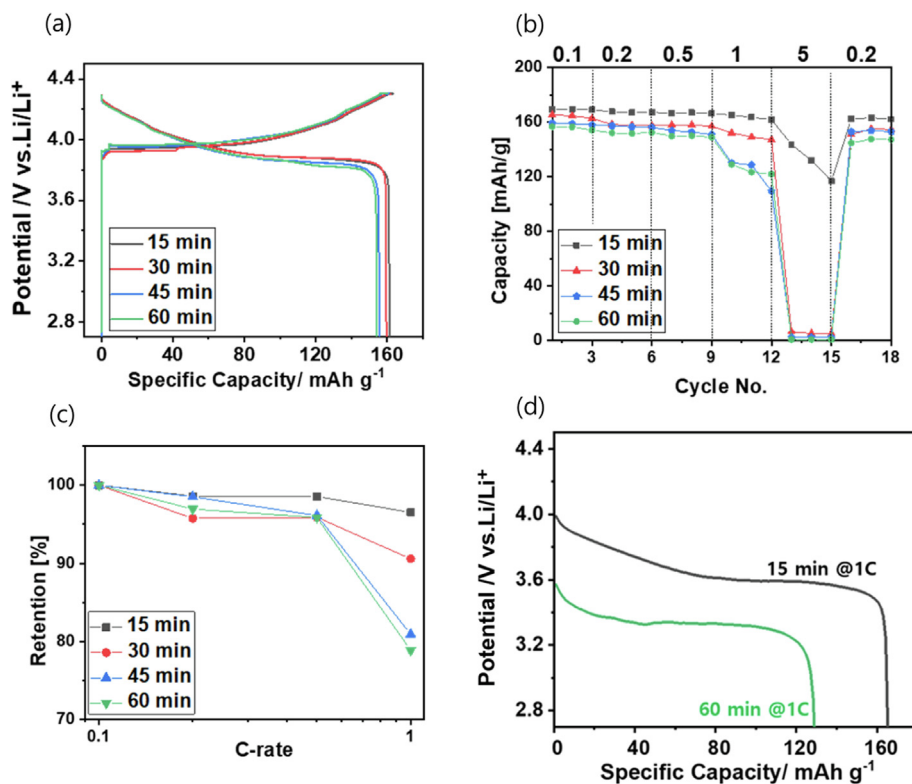 (a)
Potential /V vs.Li/Li⁺
4.4
4.0
3.6
3.2
2.8
15 min
30 min
45 min
60 min
0 40 80 120 160
Specific Capacity/ mAh g⁻¹
(b)
0.1 0.2 0.5 1 5 0.2
Capacity [mAh/g]
200
160
120
80
40
0
15 min
30 min
45 min
60 min
3 6 9 12 15 18
Cycle No.
(c)
Retention [%]
100
90
80
70
15 min
30 min
45 min
60 min
0.1 1
C-rate
(d)
Potential /V vs.Li/Li⁺
4.4
4.0
3.6
3.2
2.8
15 min @1C
60 min @1C
0 40 80 120 160
Specific Capacity/ mAh g⁻¹